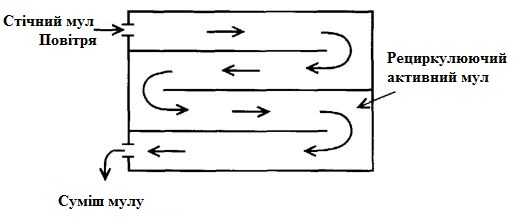 Стічний мул
Повітря
Рециркулюючий
активний мул
Суміш мулу